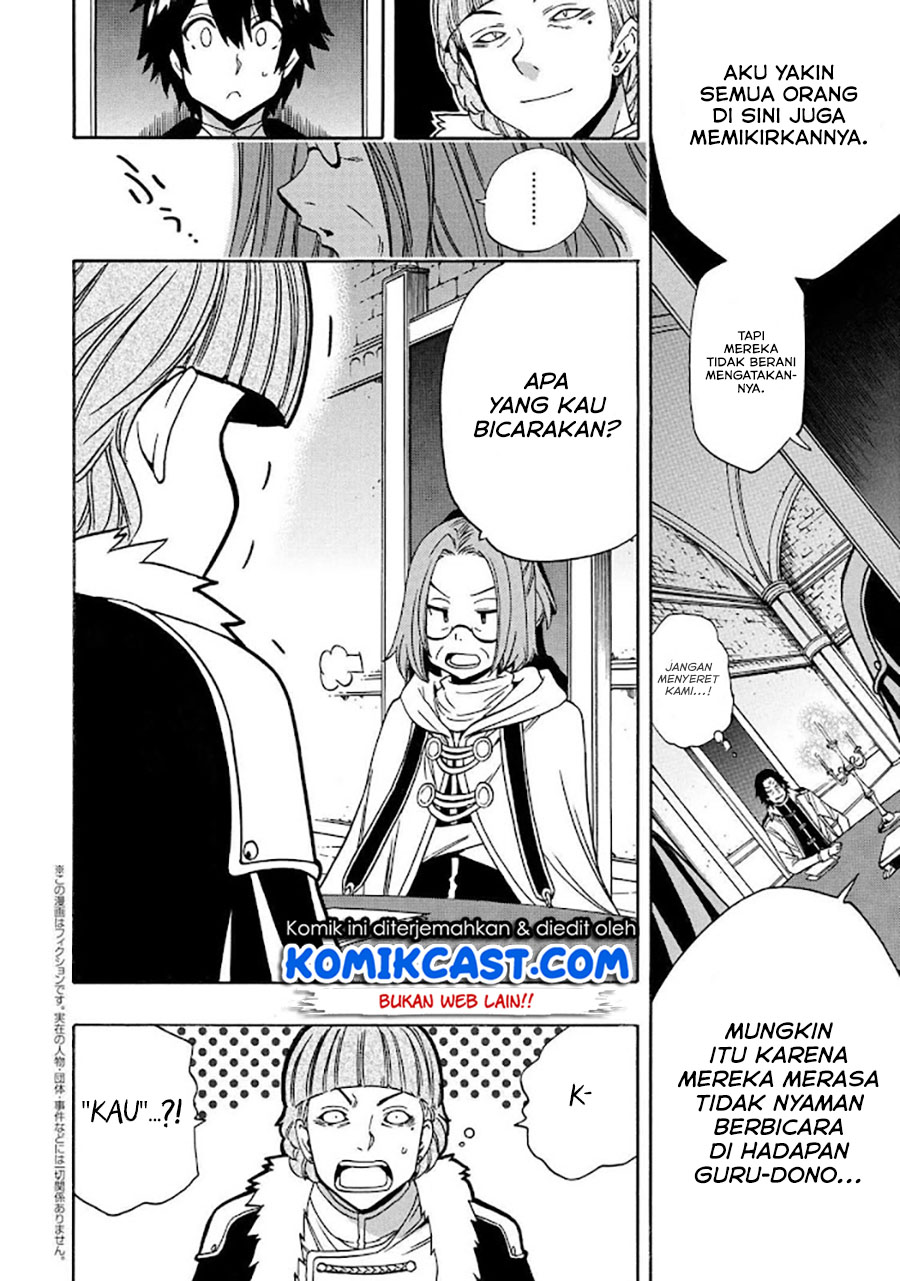 AKU YAKIN
SEMUA ORANG
DI SINI JUGA
MEMIKIRKANNYA.
TAPI
MEREKA
TIDAK BERANI
MENGATAKAN-
NYA.
JANGAN
MENYERET
KAMI...!
MUNGKIN
ITU KARENA
MEREKA MERASA
TIDAK NYAMAN
BERBICARA
DI HADAPAN
GURU-DONO...
.........
ふぅ
APA
YANG KAU
BICARAKAN?
Komik ini diterjemahkan & diedit oleh
KOMIKCAST.COM
BUKAN WEB LAIN!!
K-
"KAU"...?!
※この漫画はフィクションです。実在の人物・団体・事件などには一切関係ありません。